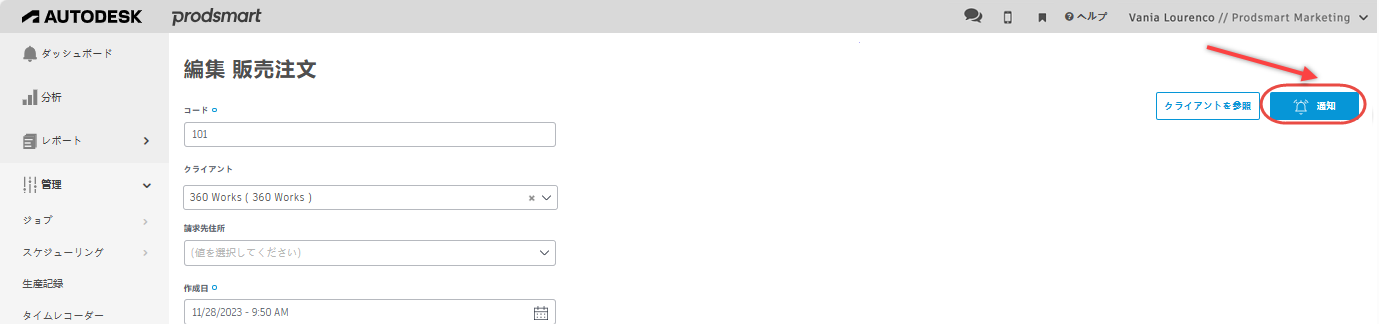 AUTODESK prodsmart ヘルプ Vania Lourenco // Prodsmart Marketing
ダッシュボード
分析
レポート
管理
ジョブ
スケジューリング
生産記録
タイムレコーダー
編集 販売注文
クライアントを参照
通知
コード
101
クライアント
360 Works ( 360 Works )
請求先住所
(値を選択してください)
作成日
11/28/2023 - 9:50 AM